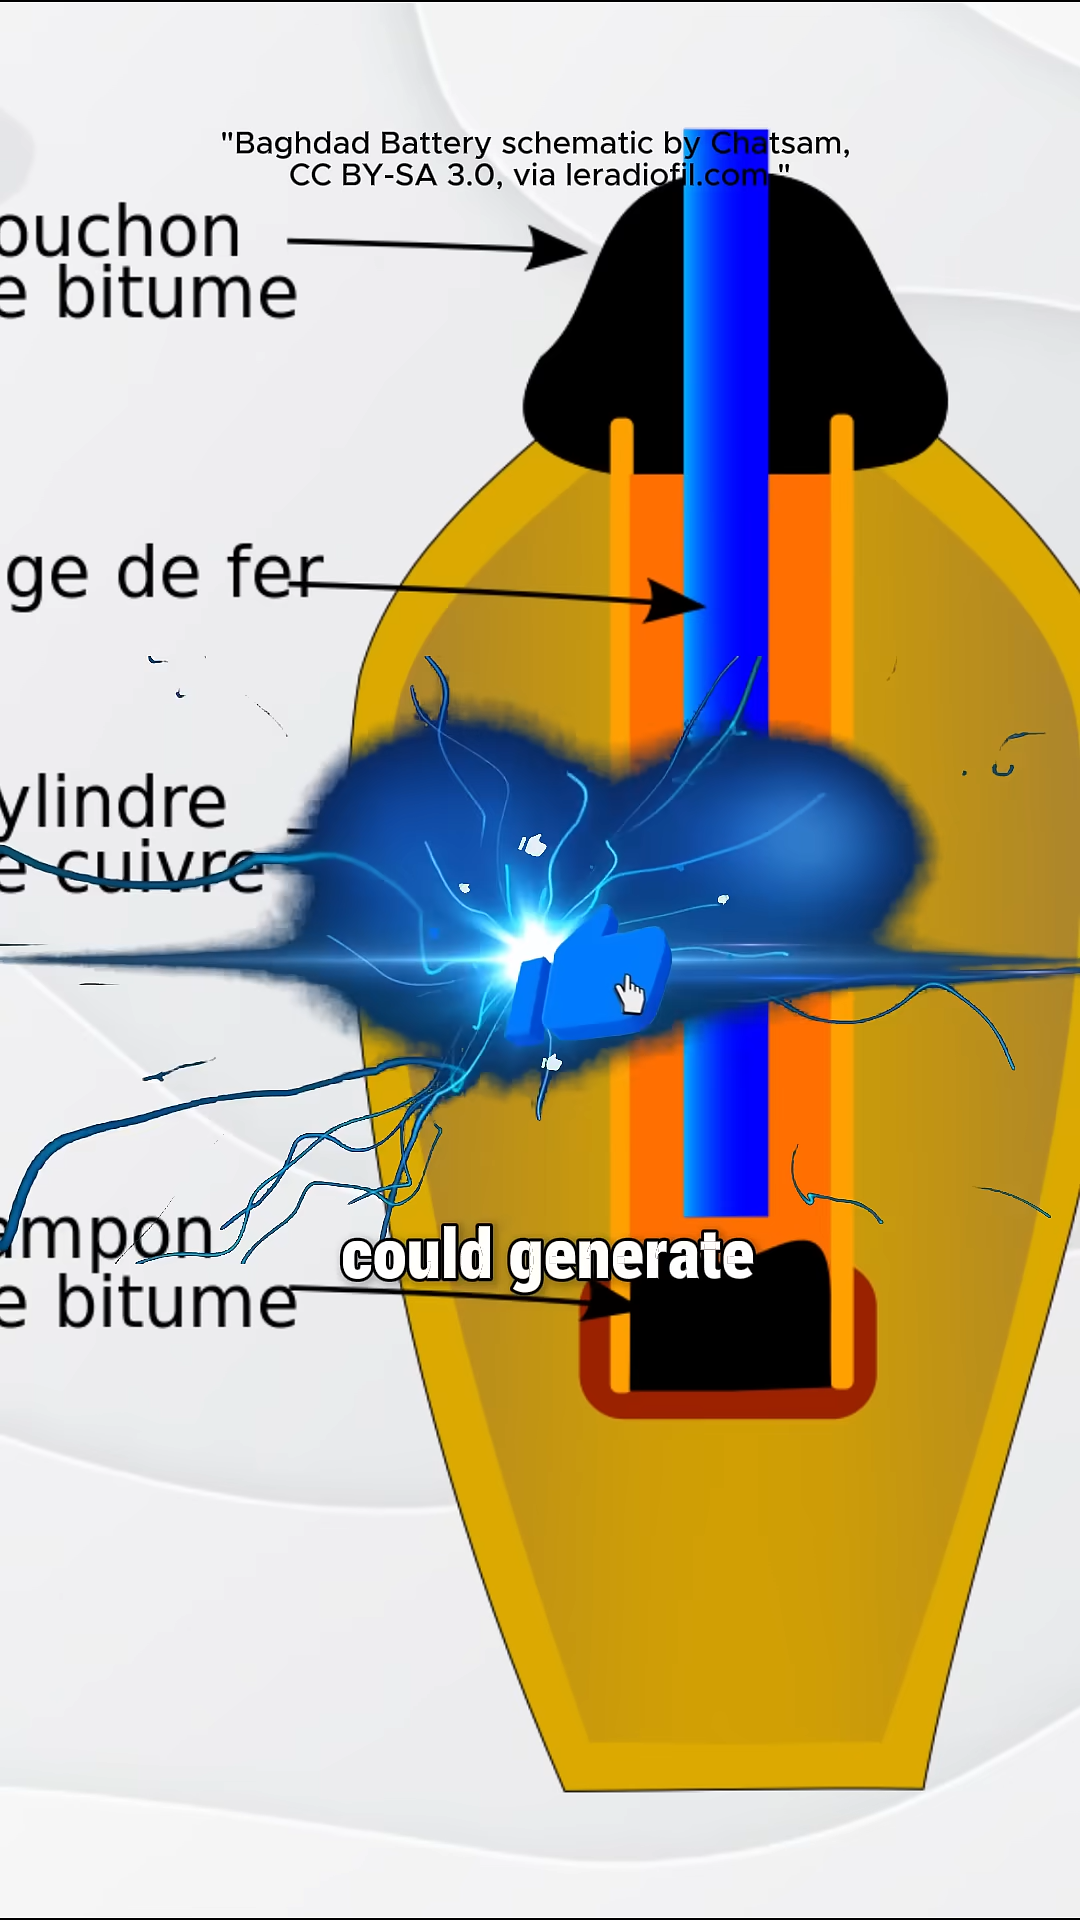 "Baghdad Battery schematic by Chatsam,
CC BY-SA 3.0, via leradiofil.com "
ouchon
e bitume
ge de fer
ylindre
e cuivre
ampon
e bitume
could generate